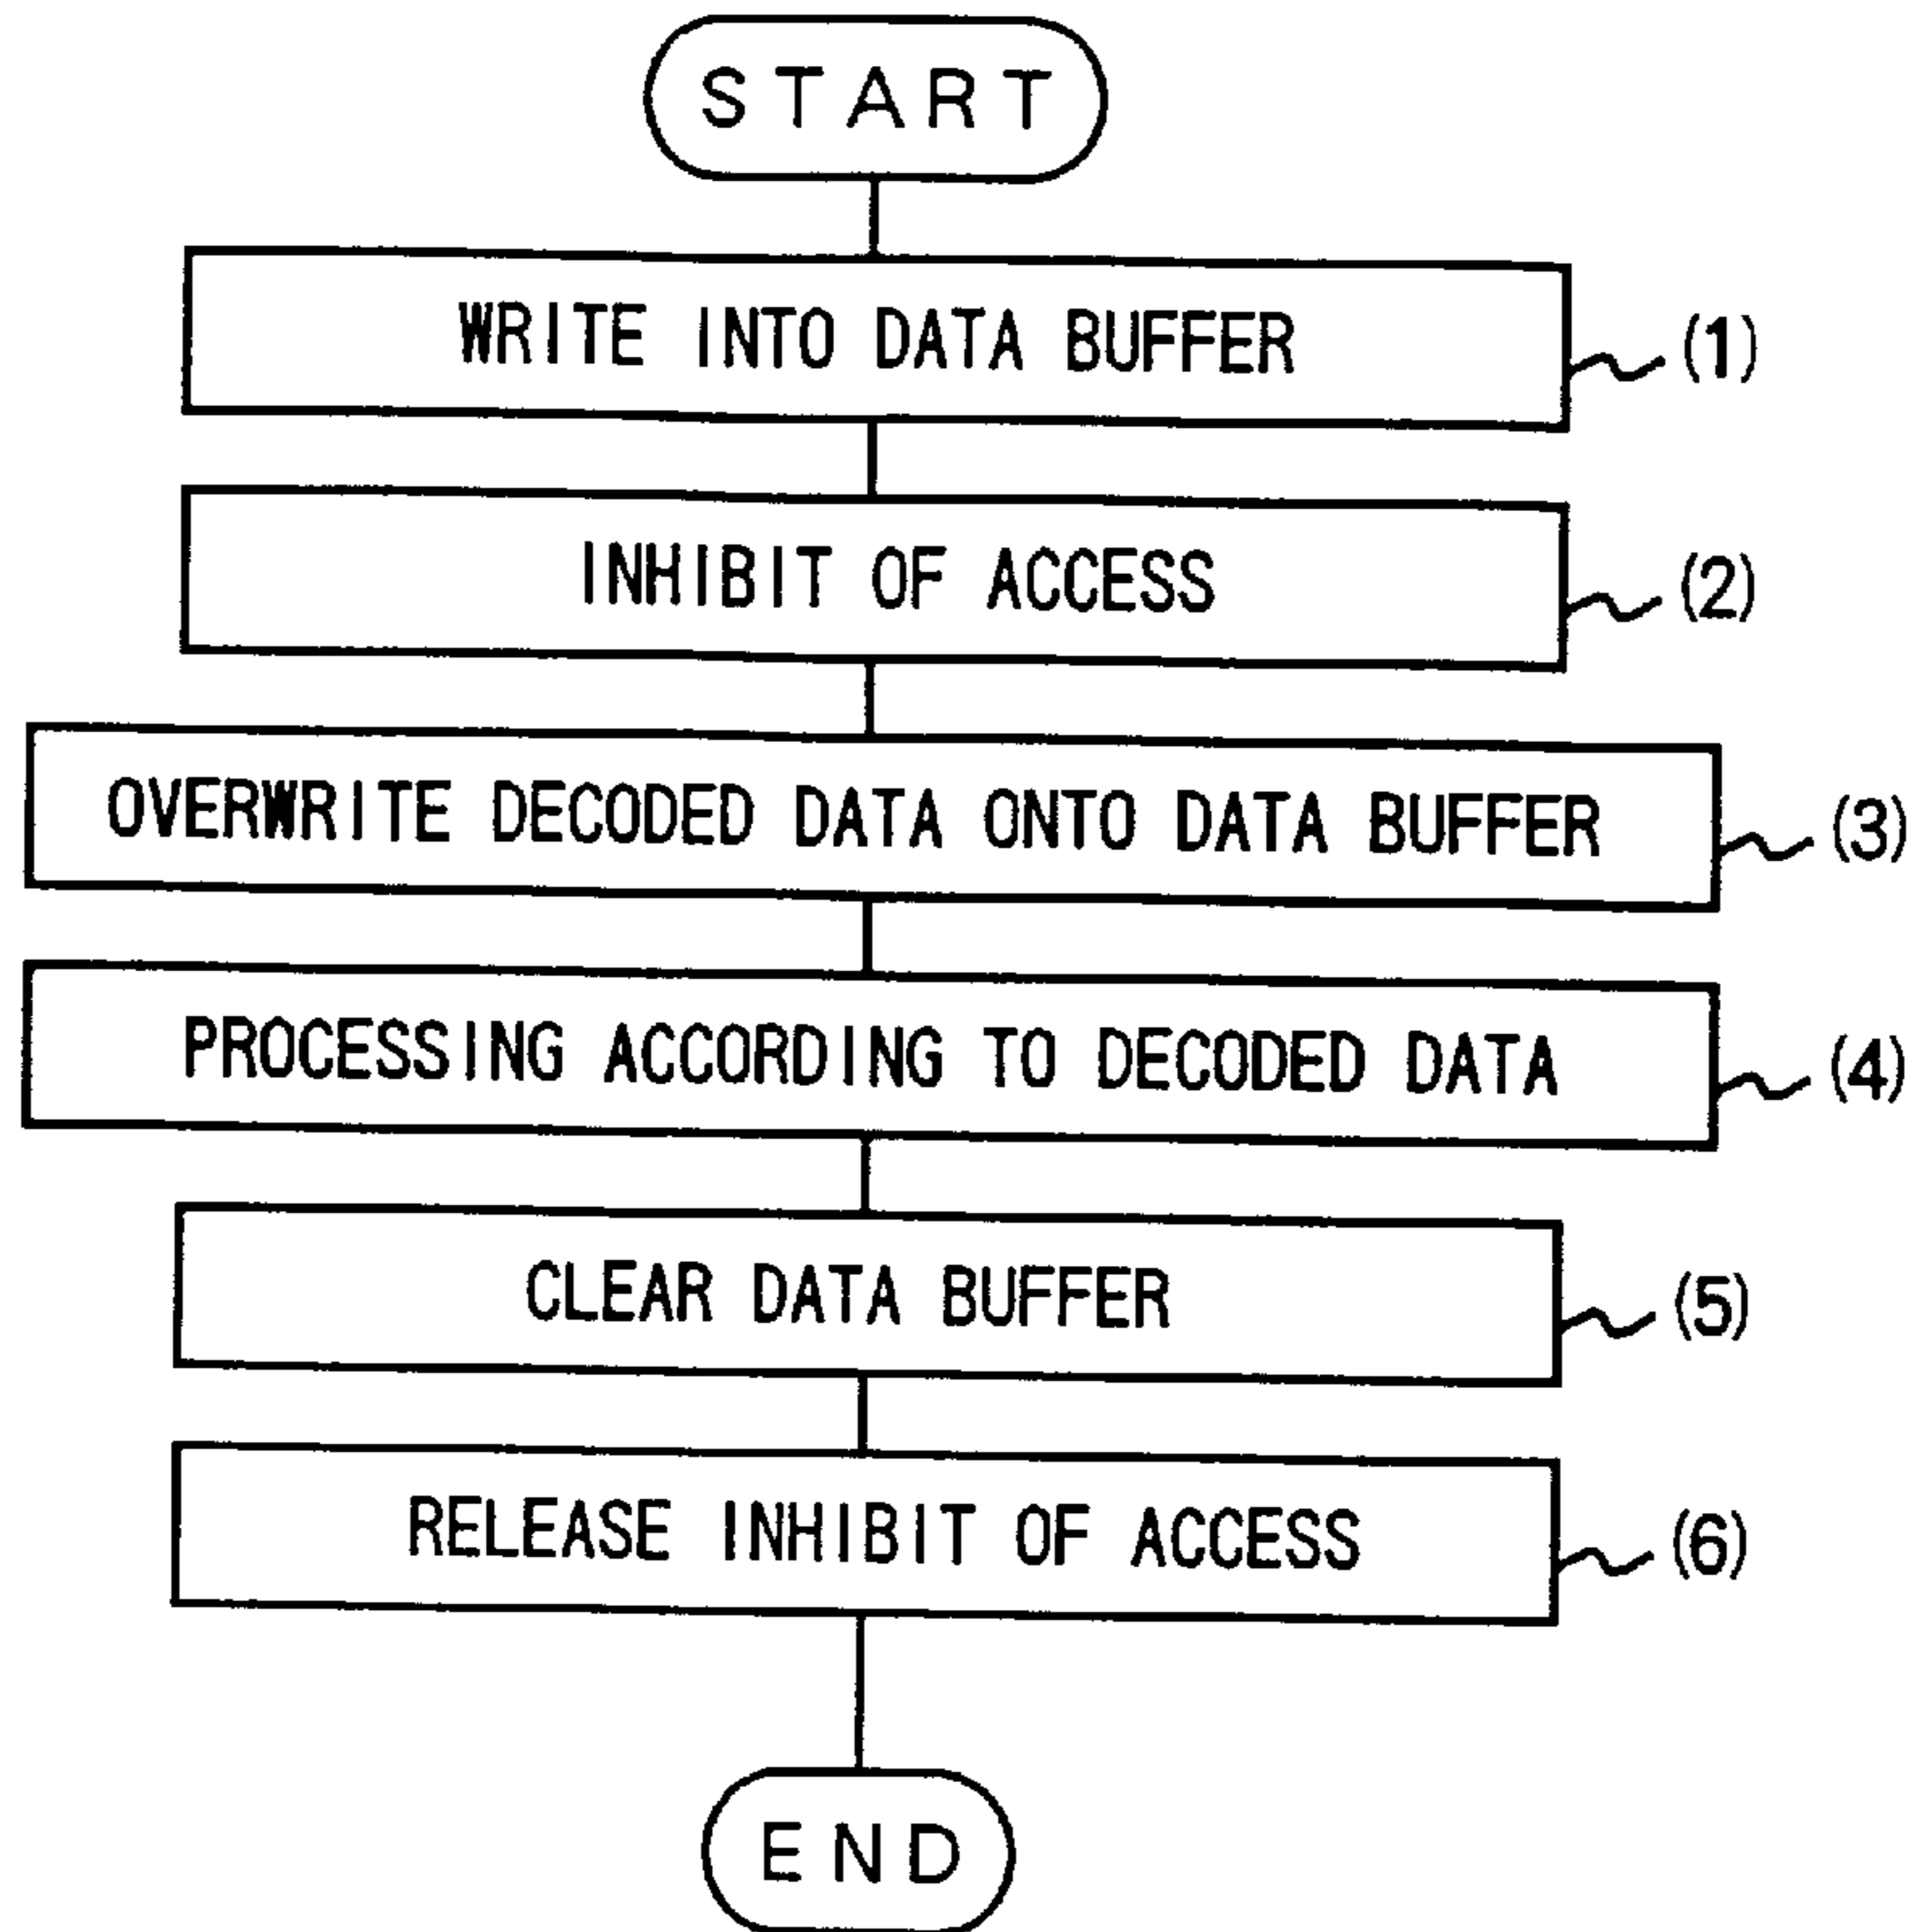 START
WRITE INTO DATA BUFFER (1)
INHIBIT OF ACCESS (2)
OVERWRITE DECODED DATA ONTO DATA BUFFER (3)
PROCESSING ACCORDING TO DECODED DATA (4)
CLEAR DATA BUFFER (5)
RELEASE INHIBIT OF ACCESS (6)
END